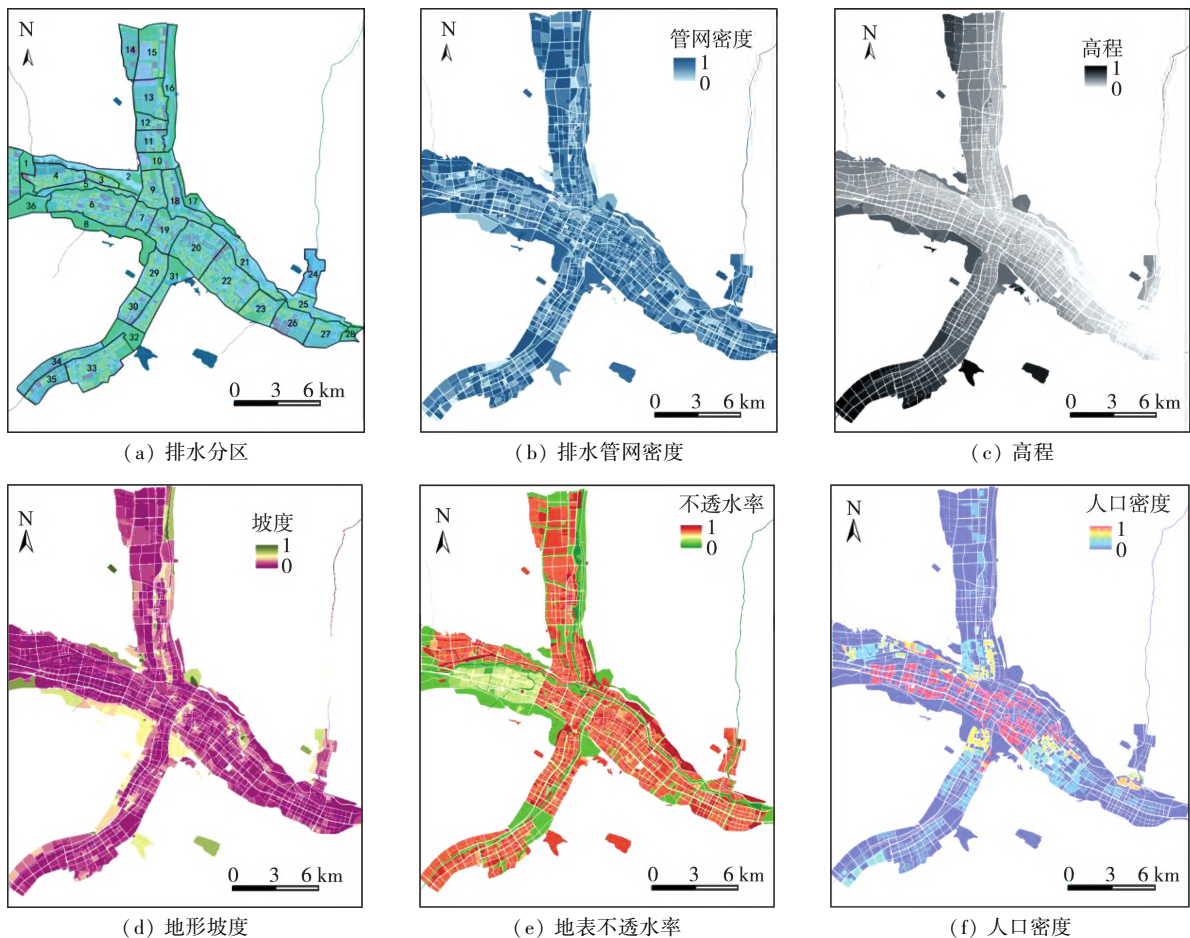 N
14
15
16
13
12
11
10
1
4
3
2
5
9
36
6
18
17
8
7
19
20
21
29
31
22
24
30
23
25
26
27
28
32
34
33
35
0 3 6 km
(a) 排水分区
N
管网密度
1
0
0 3 6 km
(b) 排水管网密度
N
高程
1
0
0 3 6 km
(c) 高程
N
坡度
1
0
0 3 6 km
(d) 地形坡度
N
不透水率
1
0
0 3 6 km
(e) 地表不透水率
N
人口密度
1
0
0 3 6 km
(f) 人口密度